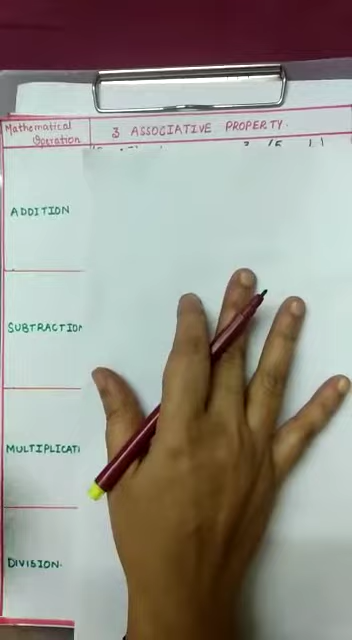 Mathematical Operation
3 ASSOCIATIVE PROPERTY.
ADDITION
SUBTRACTION
MULTIPLICATI
DIVISION.